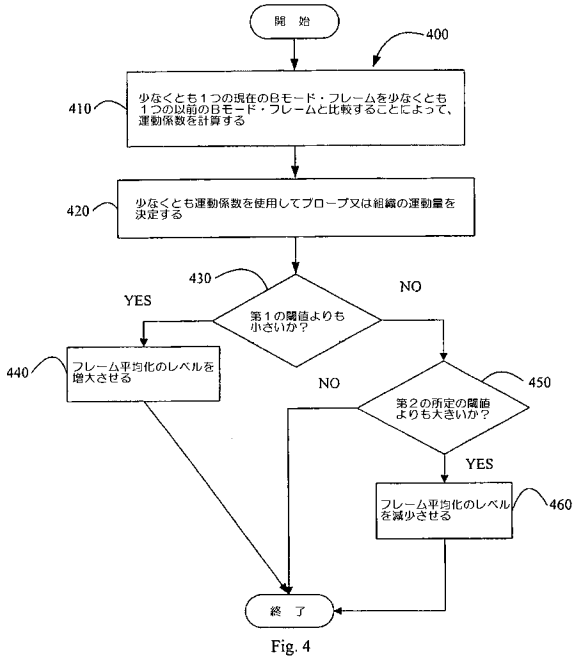 開 始
400
410
少なくとも1つの現在のBモード・フレームを少なくとも
1つの以前のBモード・フレームと比較することによって、
運動係数を計算する
420
少なくとも運動係数を使用してプローブ又は組織の運動量を
決定する
430
YES
NO
第1の閾値よりも
小さいか？
440
フレーム平均化のレベルを
増大させる
NO
450
第2の所定の閾値
よりも大きいか？
YES
フレーム平均化のレベル
を減少させる
460
終 了
Fig. 4